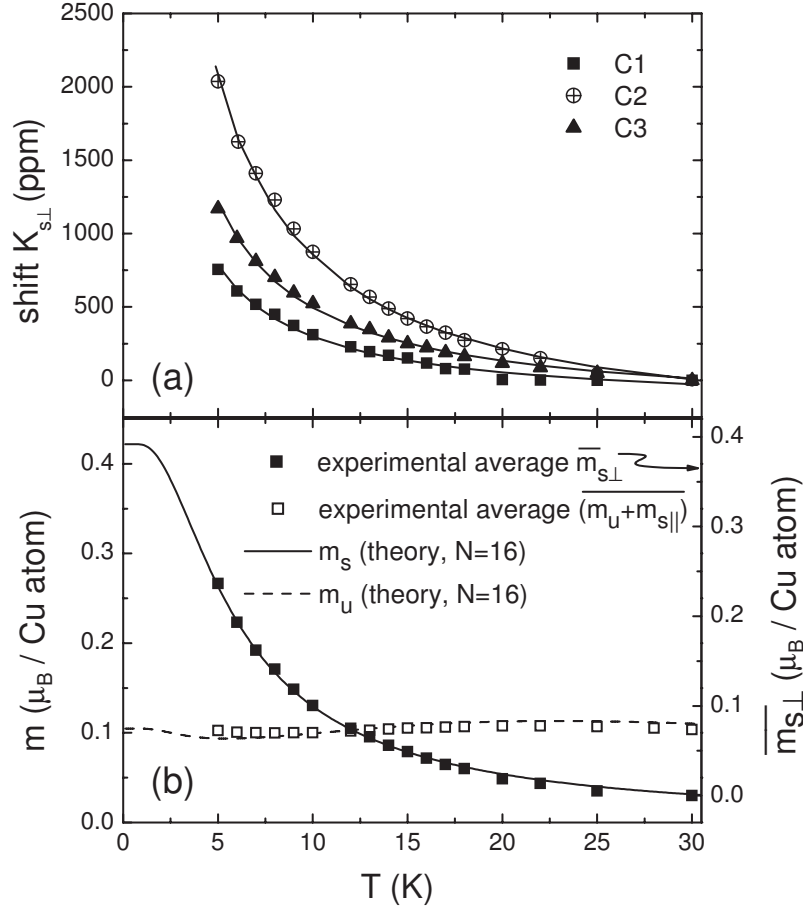 2500
2000
1500
1000
500
0
shift K_s⊥ (ppm)
C1
C2
C3
(a)
0.4
0.3
0.2
0.1
0.0
m (μ_B / Cu atom)
experimental average m̅_s⊥
experimental average (m_u+m_s||)
m_s (theory, N=16)
m_u (theory, N=16)
(b)
0.4
0.3
0.2
0.1
0.0
m_s⊥ (μ_B / Cu atom)
0 5 10 15 20 25 30
T (K)